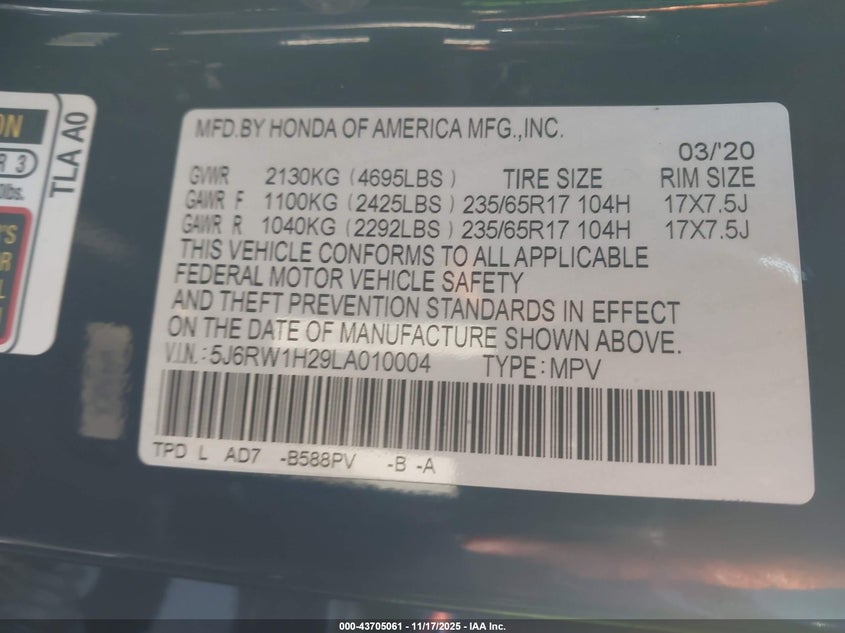 ON
R 3
0lbs.
'S
R
L
TLA A0
MFD.BY HONDA OF AMERICA MFG.,INC.
03/'20
GVWR 2130KG (4695LBS) TIRE SIZE RIM SIZE
GAWR F 1100KG (2425LBS) 235/65R17 104H 17X7.5J
GAWR R 1040KG (2292LBS) 235/65R17 104H 17X7.5J
THIS VEHICLE CONFORMS TO ALL APPLICABLE
FEDERAL MOTOR VEHICLE SAFETY
AND THEFT PREVENTION STANDARDS IN EFFECT
ON THE DATE OF MANUFACTURE SHOWN ABOVE.
V.I.N.: 5J6RW1H29LA010004 TYPE: MPV
TPD L AD7 -B588PV -B -A
000-43705061 - 11/17/2025 - IAA Inc.